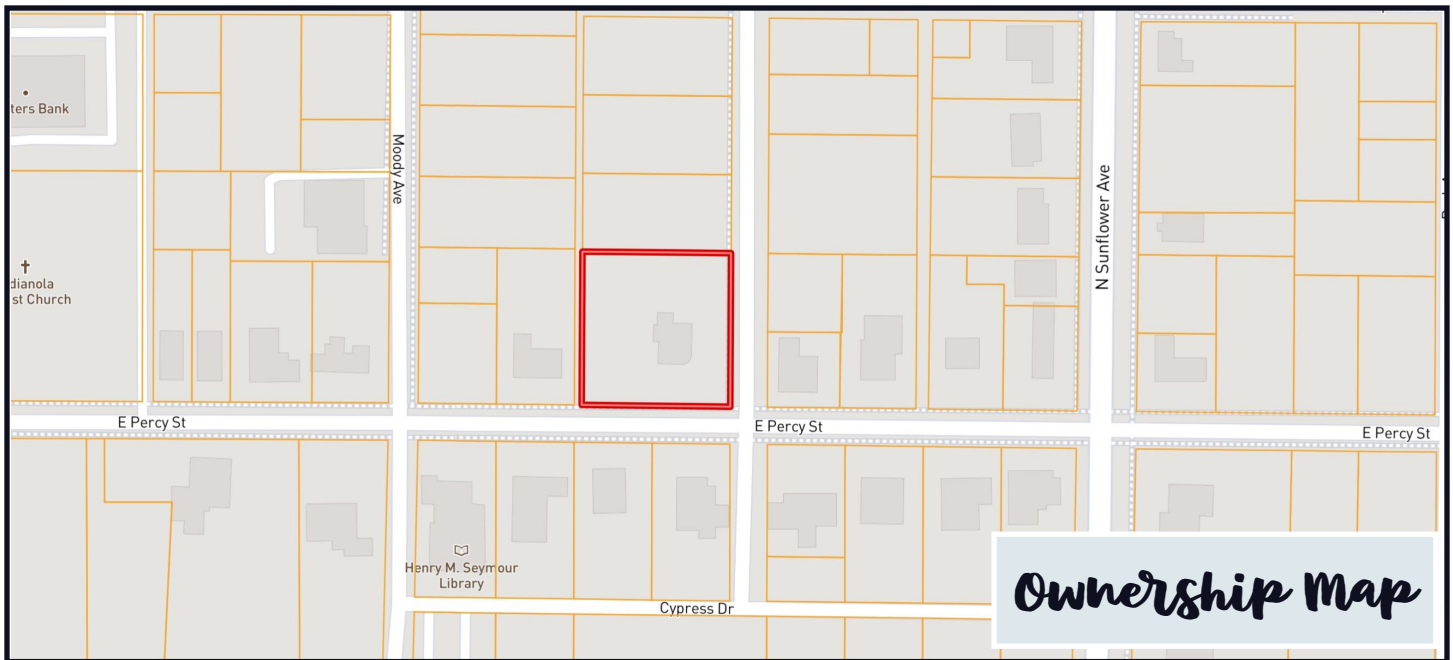 ters Bank
Moody Ave
N Sunflower Ave
dianola
st Church
E Percy St
E Percy St
E Percy St
Henry M. Seymour
Library
Cypress Dr
Ownership Map